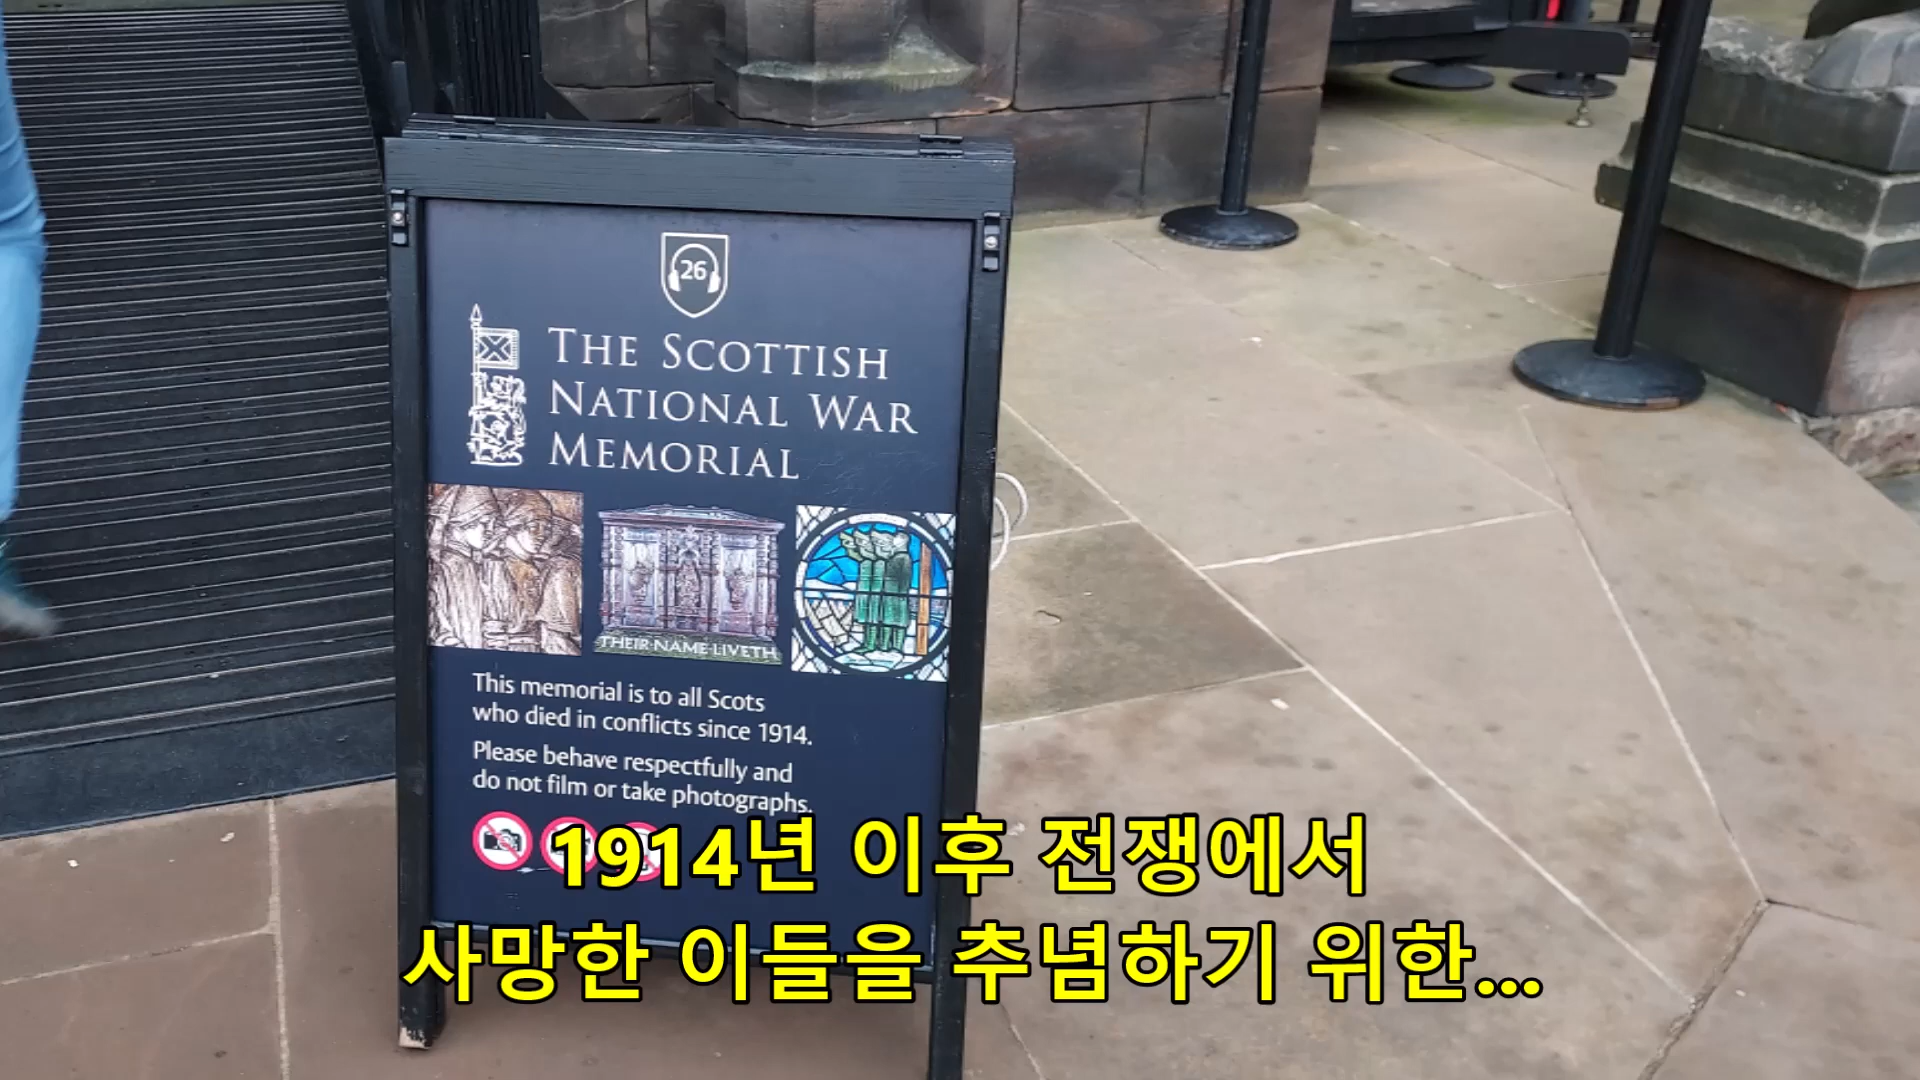 26
THE SCOTTISH
NATIONAL WAR
MEMORIAL
THEIR·NAME·LIVETH
This memorial is to all Scots
who died in conflicts since 1914.
Please behave respectfully and
do not film or take photographs.
1914년 이후 전쟁에서
사망한 이들을 추념하기 위한...